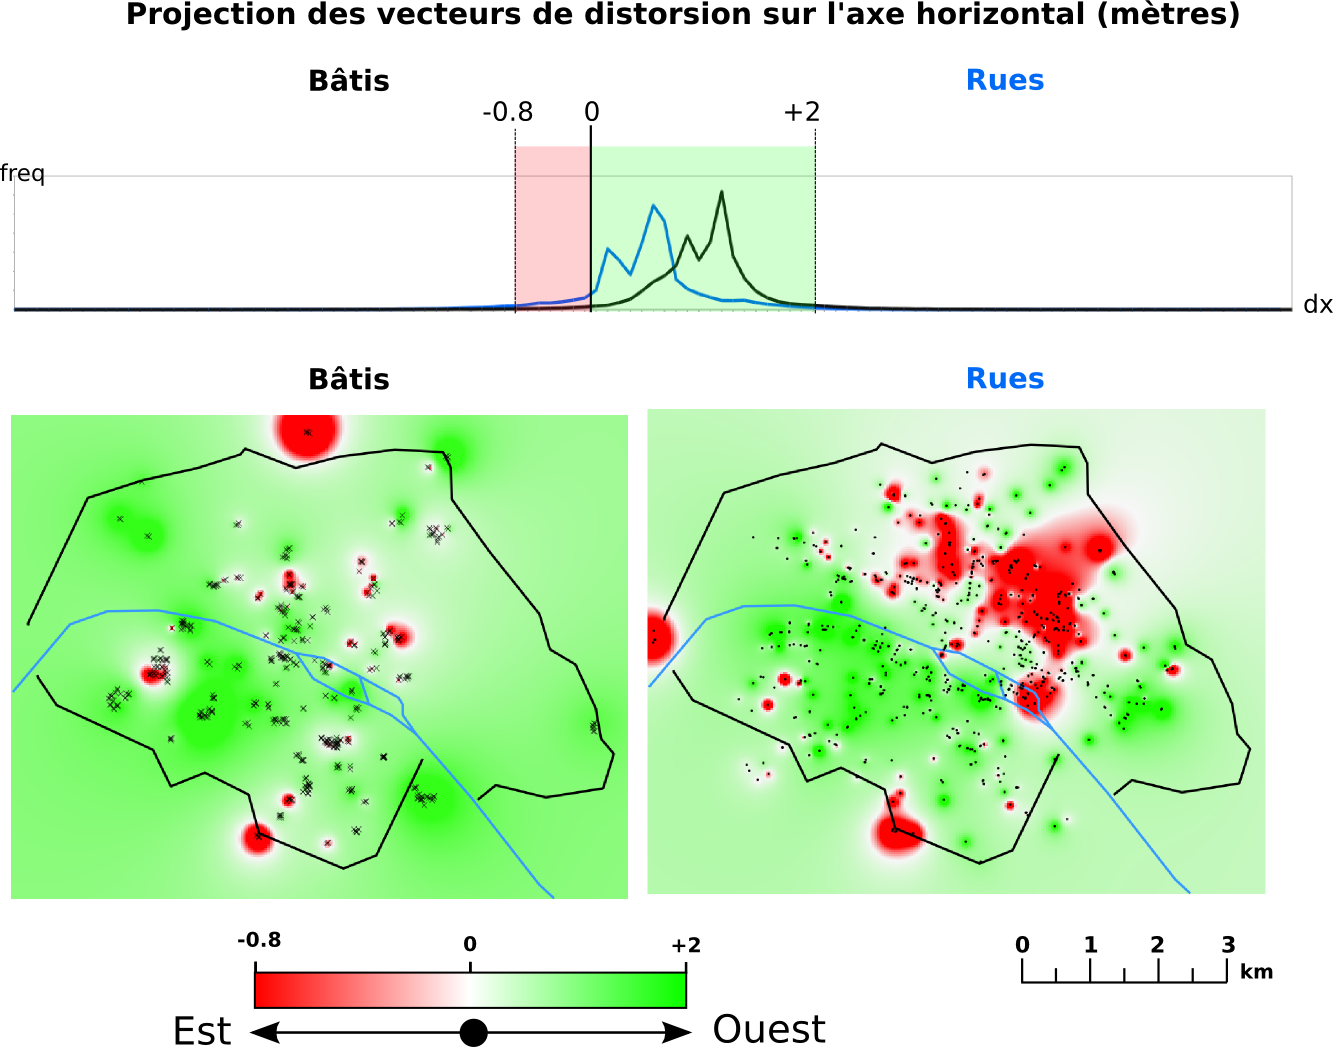 Projection des vecteurs de distorsion sur l'axe horizontal (mètres)
Bâtis
Rues
-0.8
0
+2
freq
dx
Bâtis
Rues
-0.8
0
+2
Est
Ouest
0
1
2
3
km